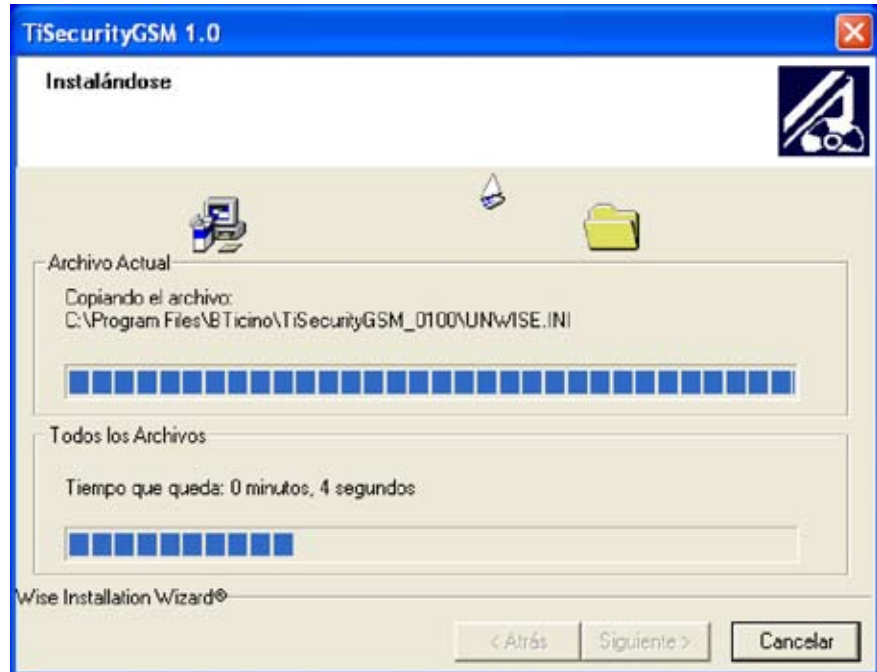 TiSecurityGSM 1.0
Instalándose
Archivo Actual
Copiando el archivo:
C:\Program Files\BTicino\TiSecurityGSM_0100\UNWISE.INI
Todos los Archivos
Tiempo que queda: 0 minutos, 4 segundos
Wise Installation Wizard®
< Atrás
Siguiente >
Cancelar